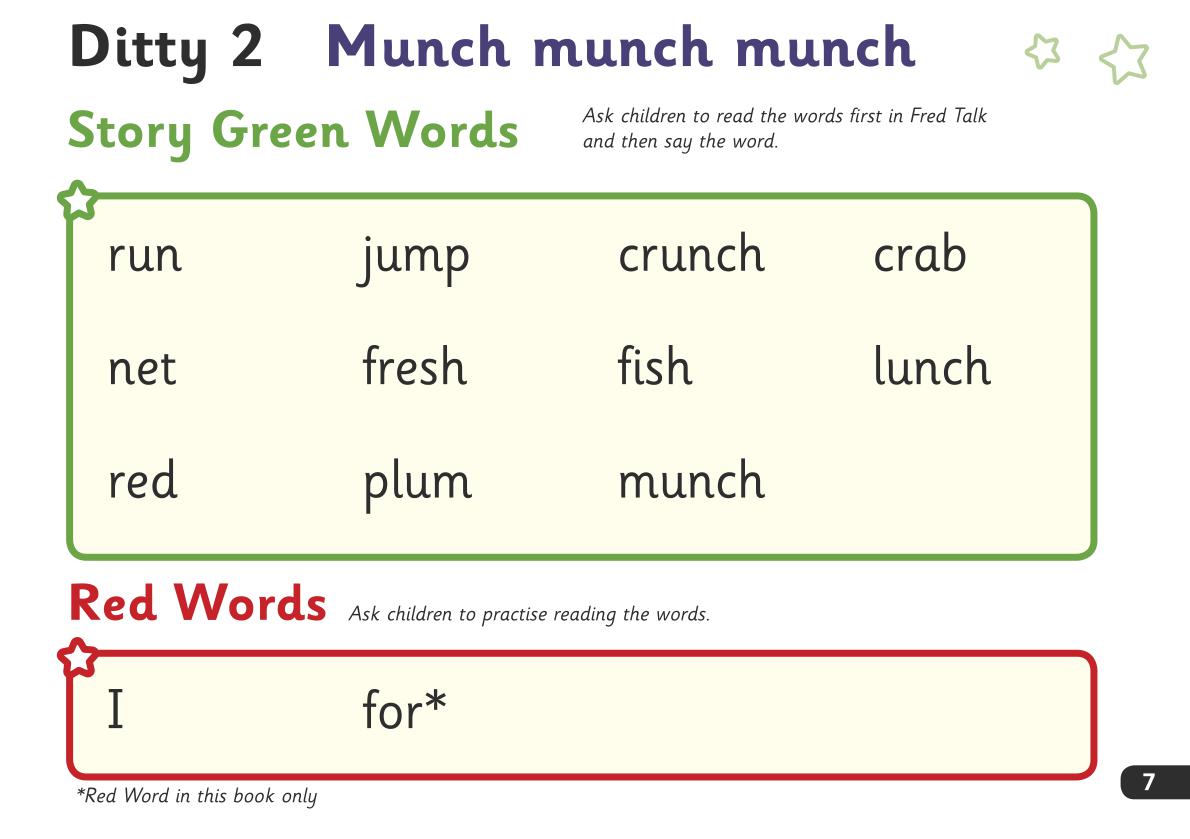 Ditty 2 Munch munch munch
Story Green Words
Ask children to read the words first in Fred Talk
and then say the word.
run jump crunch crab
net fresh fish lunch
red plum munch
Red Words Ask children to practise reading the words.
I for*
*Red Word in this book only
7